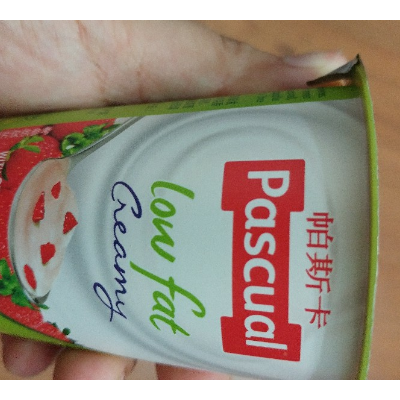 帕斯卡
Pascual
low fat
Creamy